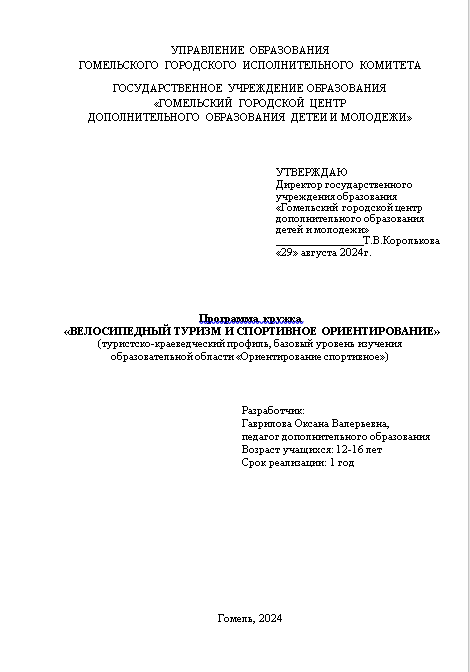 УПРАВЛЕНИЕ ОБРАЗОВАНИЯ
ГОМЕЛЬСКОГО ГОРОДСКОГО ИСПОЛНИТЕЛЬНОГО КОМИТЕТА
ГОСУДАРСТВЕННОЕ УЧРЕЖДЕНИЕ ОБРАЗОВАНИЯ
«ГОМЕЛЬСКИЙ ГОРОДСКОЙ ЦЕНТР
ДОПОЛНИТЕЛЬНОГО ОБРАЗОВАНИЯ ДЕТЕЙ И МОЛОДЕЖИ»
УТВЕРЖДАЮ
Директор государственного
учреждения образования
«Гомельский городской центр
дополнительного образования
детей и молодежи»
________________Т.В.Королькова
«29» августа 2024г.
Программа кружка
«ВЕЛОСИПЕДНЫЙ ТУРИЗМ И СПОРТИВНОЕ ОРИЕНТИРОВАНИЕ»
(туристско-краеведческий профиль, базовый уровень изучения
образовательной области «Ориентирование спортивное»)
Разработчик:
Гаврилова Оксана Валерьевна,
педагог дополнительного образования
Возраст учащихся: 12-16 лет
Срок реализации: 1 год
Гомель, 2024